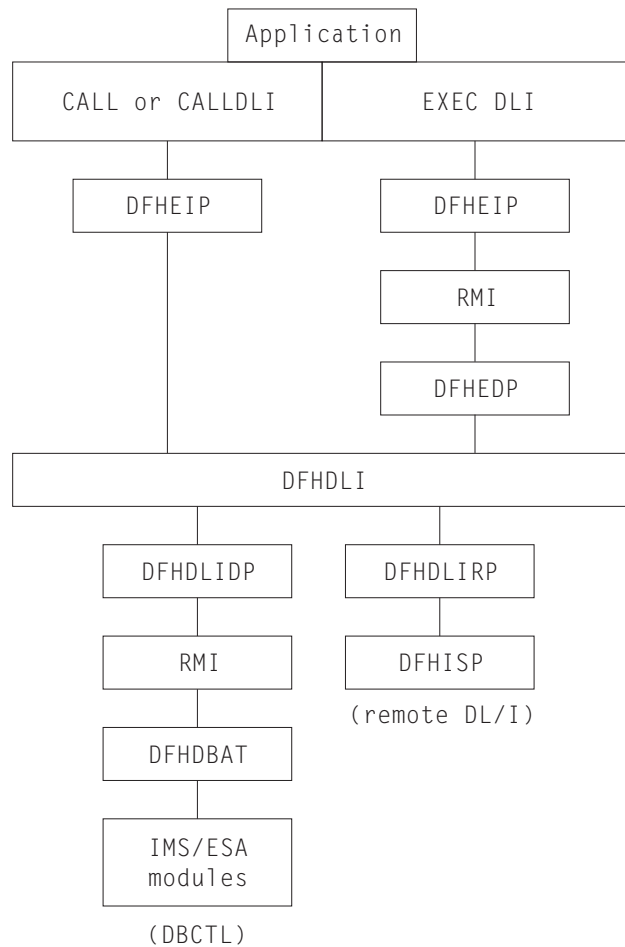 Application
CALL or CALLDLI
EXEC DLI
DFHEIP
DFHEIP
RMI
DFHEDP
DFHDLI
DFHDLIDP
DFHDLIRP
RMI
DFHISP
(remote DL/I)
DFHDBAT
IMS/ESA
modules
(DBCTL)